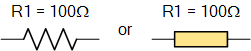 R1 = 100Ω
or
R1 = 100Ω